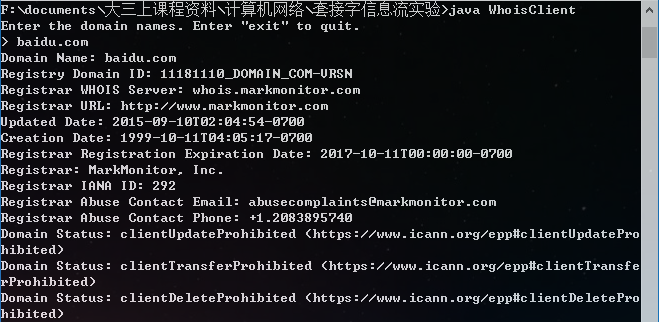 F:\documents\大三上课程资料\计算机网络\套接字信息流实验>java WhoisClient
Enter the domain names. Enter "exit" to quit.
> baidu.com
Domain Name: baidu.com
Registry Domain ID: 11181110_DOMAIN_COM-VRSN
Registrar WHOIS Server: whois.markmonitor.com
Registrar URL: http://www.markmonitor.com
Updated Date: 2015-09-10T02:04:54-0700
Creation Date: 1999-10-11T04:05:17-0700
Registrar Registration Expiration Date: 2017-10-11T00:00:00-0700
Registrar: MarkMonitor, Inc.
Registrar IANA ID: 292
Registrar Abuse Contact Email: abusecomplaints@markmonitor.com
Registrar Abuse Contact Phone: +1.2083895740
Domain Status: clientUpdateProhibited (https://www.icann.org/epp#clientUpdatePro
hibited)
Domain Status: clientTransferProhibited (https://www.icann.org/epp#clientTransfe
rProhibited)
Domain Status: clientDeleteProhibited (https://www.icann.org/epp#clientDeletePro
hibited)